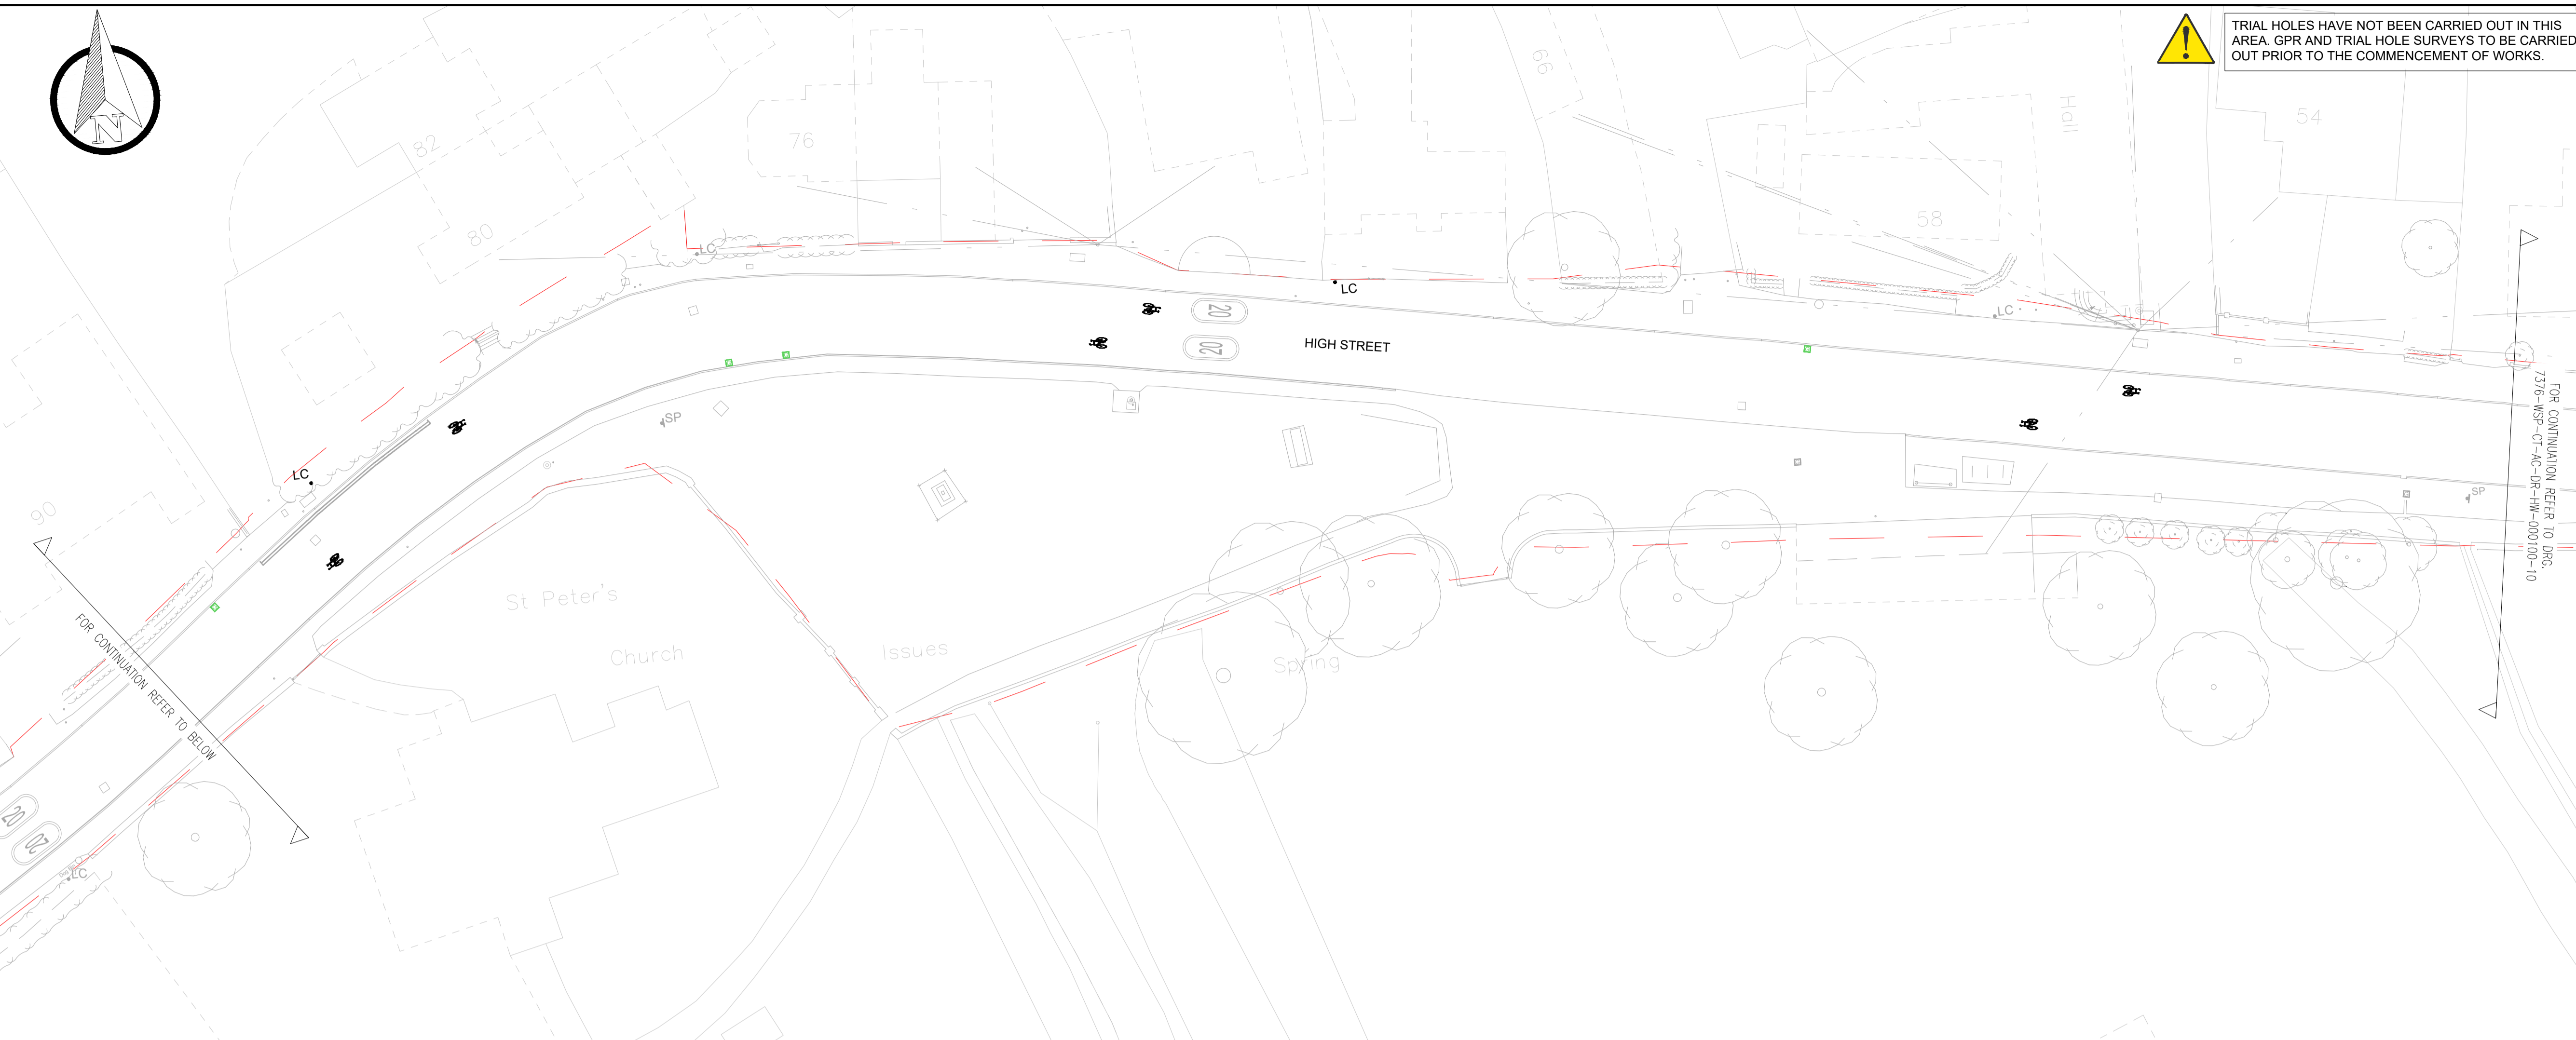 N
TRIAL HOLES HAVE NOT BEEN CARRIED OUT IN THIS
AREA. GPR AND TRIAL HOLE SURVEYS TO BE CARRIED
OUT PRIOR TO THE COMMENCEMENT OF WORKS.
82
76
66
Hall
54
80
58
LC
LC
LC
20
20
HIGH STREET
SP
LC
90
SP
FOR CONTINUATION REFER TO DRG.
7376-WSP-CT-AC-DR-HW-000100-10
St Peter's
Church
Issues
Spring
FOR CONTINUATION REFER TO BELOW
20
20
LC